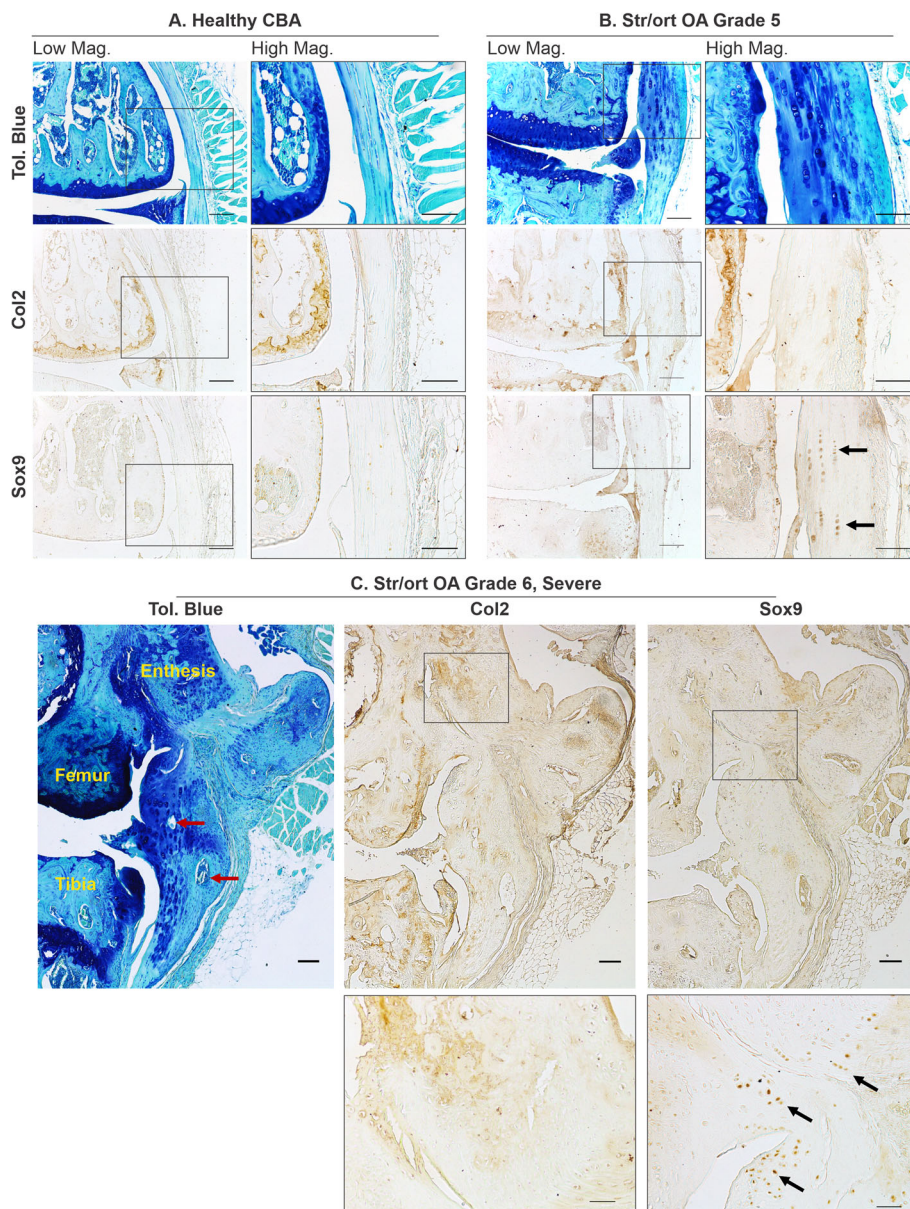 A. Healthy CBA
B. Str/ort OA Grade 5
Low Mag.
High Mag.
Low Mag.
High Mag.
Tol. Blue
Col2
Sox9
C. Str/ort OA Grade 6, Severe
Tol. Blue
Col2
Sox9
Enthesis
Femur
Tibia